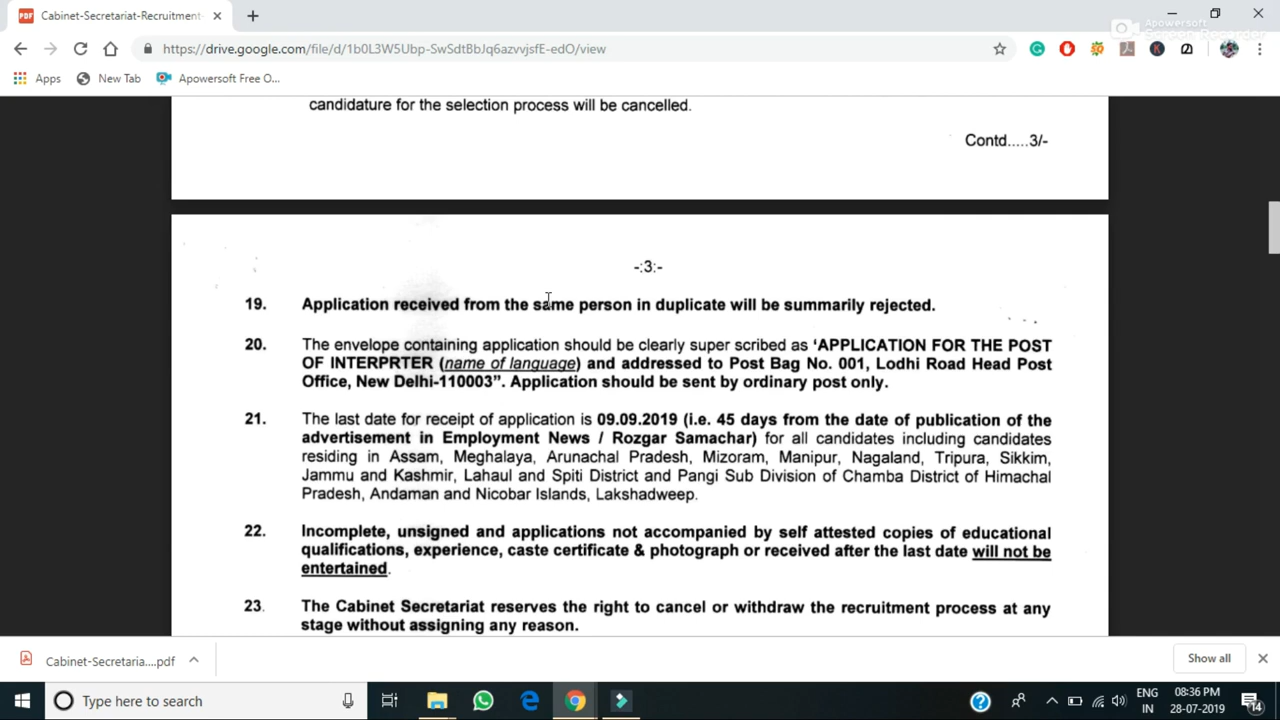 Cabinet-Secretariat-Recruitment-
https://drive.google.com/file/d/1b0L3W5Ubp-SwSdtBbJq6azvvjsfE-edO/view
Apowersoft
Screen Recorder
Apps
New Tab
Apowersoft Free O...
candidature for the selection process will be cancelled.
Contd.....3/-
-:3:-
19. Application received from the same person in duplicate will be summarily rejected.
20. The envelope containing application should be clearly super scribed as ‘APPLICATION FOR THE POST
OF INTERPRTER (name of language) and addressed to Post Bag No. 001, Lodhi Road Head Post
Office, New Delhi-110003”. Application should be sent by ordinary post only.
21. The last date for receipt of application is 09.09.2019 (i.e. 45 days from the date of publication of the
advertisement in Employment News / Rozgar Samachar) for all candidates including candidates
residing in Assam, Meghalaya, Arunachal Pradesh, Mizoram, Manipur, Nagaland, Tripura, Sikkim,
Jammu and Kashmir, Lahaul and Spiti District and Pangi Sub Division of Chamba District of Himachal
Pradesh, Andaman and Nicobar Islands, Lakshadweep.
22. Incomplete, unsigned and applications not accompanied by self attested copies of educational
qualifications, experience, caste certificate & photograph or received after the last date will not be
entertained.
23. The Cabinet Secretariat reserves the right to cancel or withdraw the recruitment process at any
stage without assigning any reason.
Cabinet-Secretaria....pdf
Show all
Type here to search
ENG
IN
08:36 PM
28-07-2019
14